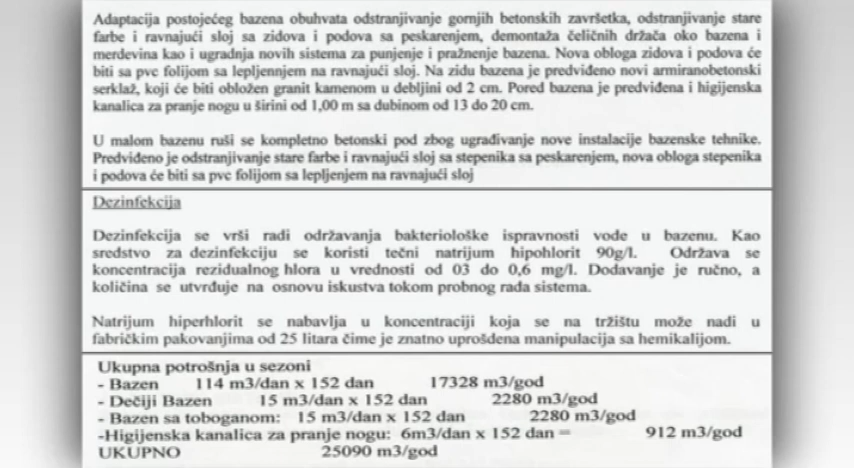 Adaptacija postojećeg bazena obuhvata odstranjivanje gornjih betonskih završetka, odstranjivanje stare
farbe i ravnajući sloj sa zidova i podova sa peskarenjem, demontaža čeličnih držača oko bazena i
merdevina kao i ugradnja novih sistema za punjenje i pražnenje bazena. Nova obloga zidova i podova će
biti sa pvc folijom sa lepljennjem na ravnajući sloj. Na zidu bazena je predviđeno novi armiranobetonski
serklaž, koji će biti obložen granit kamenom u debljini od 2 cm. Pored bazena je predviđena i higijenska
kanalica za pranje nogu u širini od 1,00 m sa dubinom od 13 do 20 cm.
U malom bazenu ruši se kompletno betonski pod zbog ugrađivanje nove instalacije bazenske tehnike.
Predviđeno je odstranjivanje stare farbe i ravnajući sloj sa stepenika sa peskarenjem, nova obloga stepenika
i podova će biti sa pvc folijom sa lepljenjem na ravnajući sloj
Dezinfekcija
Dezinfekcija se vrši radi održavanja bakteriološke ispravnosti vode u bazenu. Kao
sredstvo za dezinfekciju se koristi tečni natrijum hipohlorit 90g/l. Održava se
koncentracija rezidualnog hlora u vrednosti od 03 do 0,6 mg/l. Dodavanje je ručno, a
količina se utvrđuje na osnovu iskustva tokom probnog rada sistema.
Natrijum hiperhlorit se nabavlja u koncentraciji koja se na tržištu može nadi u
fabričkim pakovanjima od 25 litara čime je znatno uprošdena manipulacija sa hemikalijom.
Ukupna potrošnja u sezoni
- Bazen 114 m3/dan x 152 dan 17328 m3/god
- Dečiji Bazen 15 m3/dan x 152 dan 2280 m3/god
- Bazen sa toboganom: 15 m3/dan x 152 dan 2280 m3/god
-Higijenska kanalica za pranje nogu: 6m3/dan x 152 dan = 912 m3/god
UKUPNO 25090 m3/god